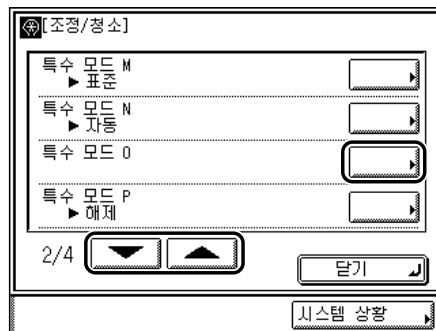 [조정/청소]
특수 모드 M
▶ 표준
특수 모드 N
▶ 자동
특수 모드 O
특수 모드 P
▶ 해제
2/4
닫기
시스템 상황